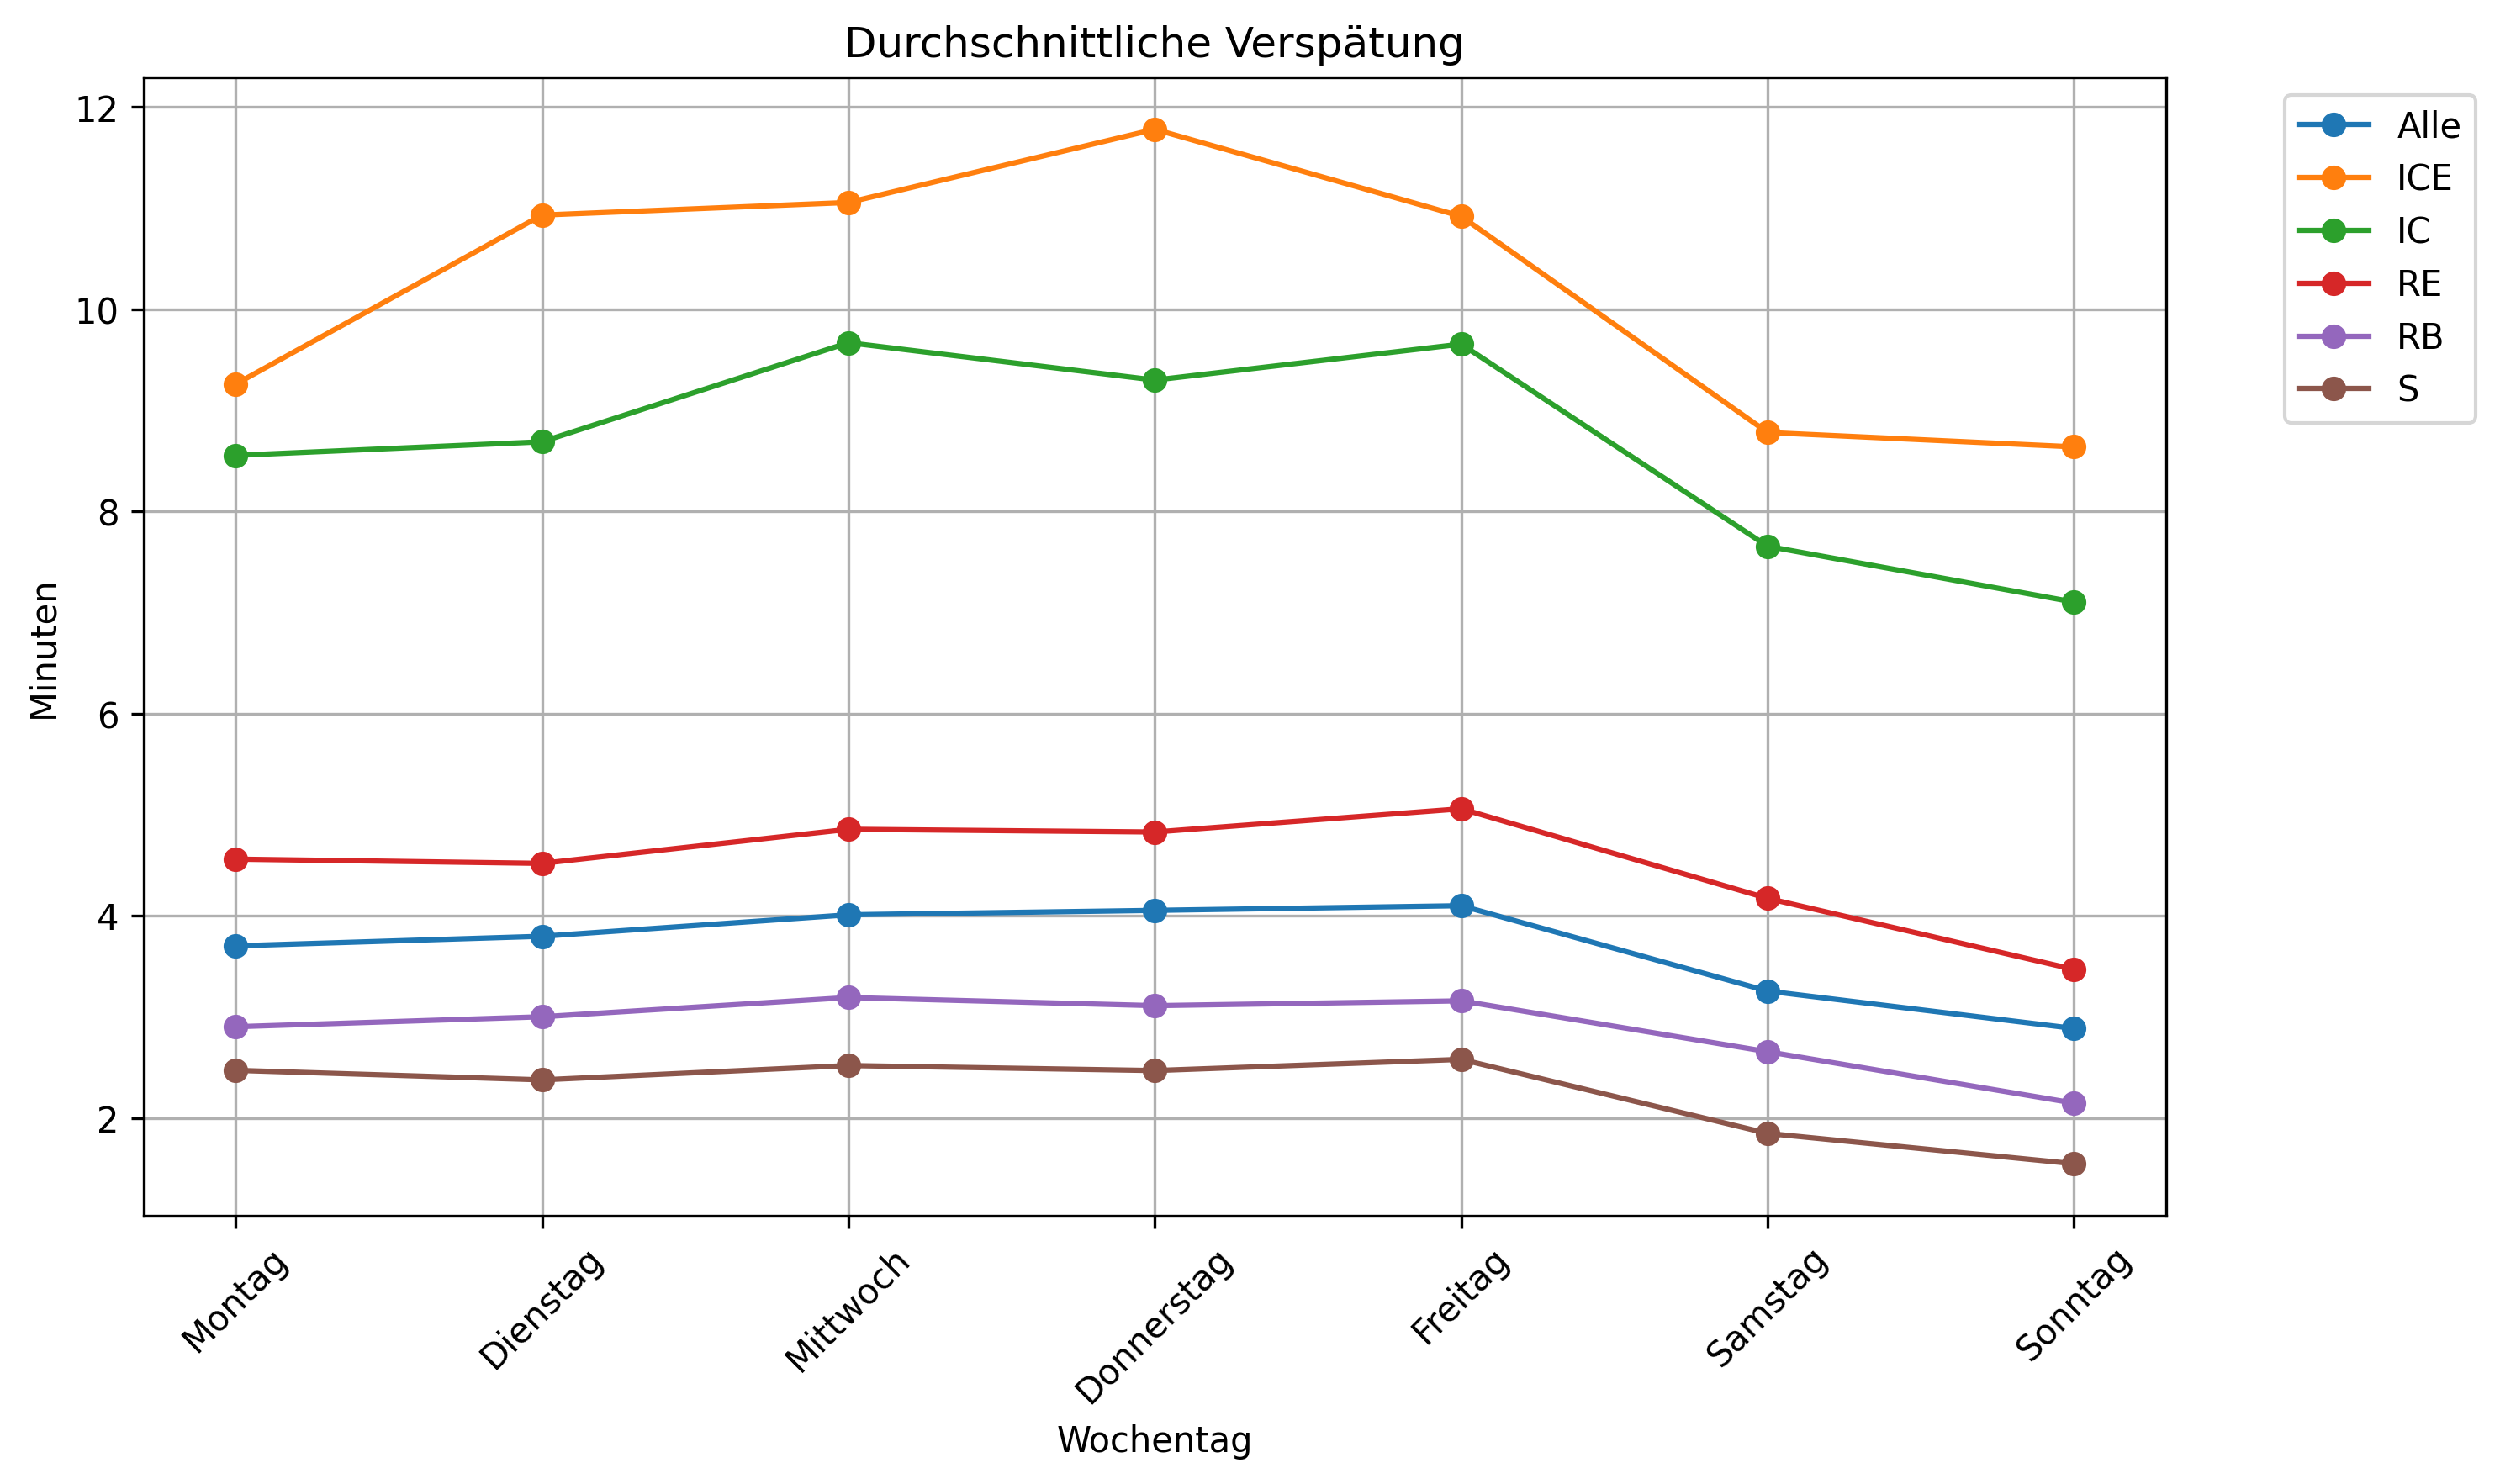 Durchschnittliche Verspätung
12
10
8
6
4
2
Minuten
Montag
Dienstag
Mittwoch
Donnerstag
Freitag
Samstag
Sonntag
Wochentag
Alle
ICE
IC
RE
RB
S